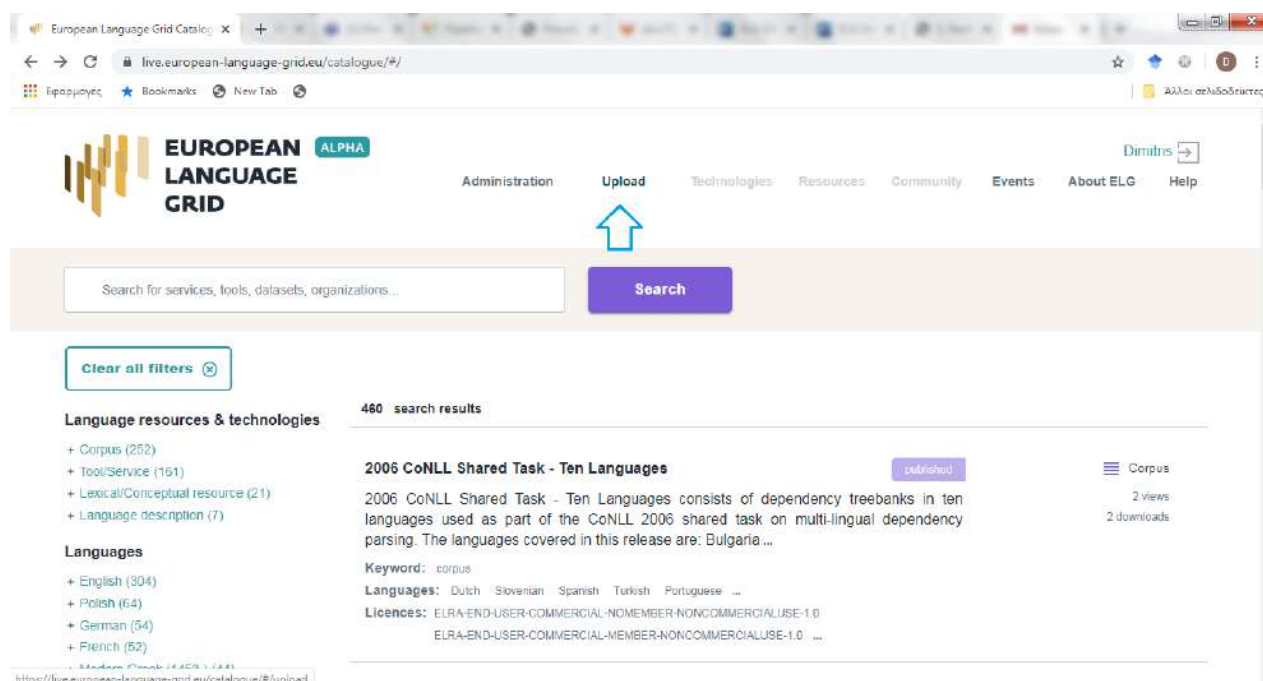 European Language Grid Catalog
live.european-language-grid.eu/catalogue/#/
Εφαρμογές Bookmarks New Tab
Άλλοι σελιδοδείκτες
EUROPEAN ALPHA
LANGUAGE
GRID
Dimitris
Administration Upload Technologies Resources Community Events About ELG Help
Search for services, tools, datasets, organizations...
Search
Clear all filters
Language resources & technologies
+ Corpus (252)
+ Tool/Service (161)
+ Lexical/Conceptual resource (21)
+ Language description (7)
Languages
+ English (304)
+ Polish (64)
+ German (54)
+ French (52)
+ Modern Greek (1453-) (44)
460 search results
2006 CoNLL Shared Task - Ten Languages
published
2006 CoNLL Shared Task - Ten Languages consists of dependency treebanks in ten
languages used as part of the CoNLL 2006 shared task on multi-lingual dependency
parsing. The languages covered in this release are: Bulgaria ...
Keyword: corpus
Languages: Dutch Slovenian Spanish Turkish Portuguese ...
Licences: ELRA-END-USER-COMMERCIAL-NOMEMBER-NONCOMMERCIALUSE-1.0
ELRA-END-USER-COMMERCIAL-MEMBER-NONCOMMERCIALUSE-1.0 ...
Corpus
2 views
2 downloads
https://live.european-language-grid.eu/catalogue/#/upload